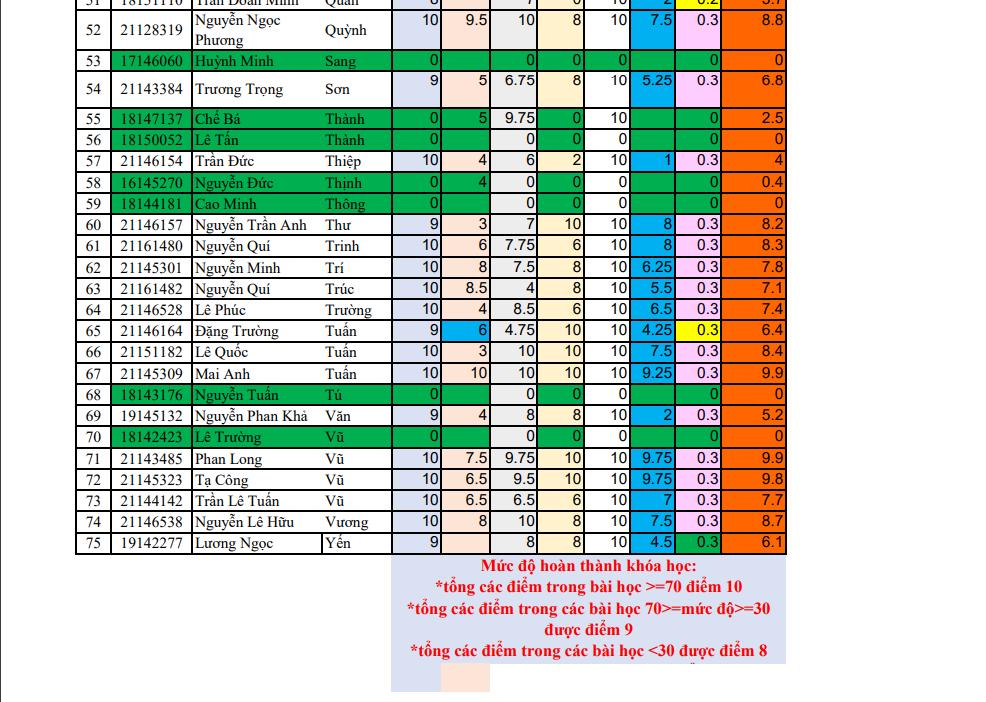 52 21128319 Nguyễn Ngọc Phương Quỳnh 10 9.5 10 8 10 7.5 0.3 8.8
53 17146060 Huỳnh Minh Sang 0 0 0 0 0 0
54 21143384 Trương Trọng Sơn 9 5 6.75 8 10 5.25 0.3 6.8
55 18147137 Chế Bá Thành 0 5 9.75 0 10 0 2.5
56 18150052 Lê Tấn Thành 0 0 0 0 0 0
57 21146154 Trần Đức Thiệp 10 4 6 2 10 1 0.3 4
58 16145270 Nguyễn Đức Thịnh 0 4 0 0 0 0 0.4
59 18144181 Cao Minh Thông 0 0 0 0 0 0
60 21146157 Nguyễn Trần Anh Thư 9 3 7 10 10 8 0.3 8.2
61 21161480 Nguyễn Quí Trinh 10 6 7.75 6 10 8 0.3 8.3
62 21145301 Nguyễn Minh Trí 10 8 7.5 8 10 6.25 0.3 7.8
63 21161482 Nguyễn Quí Trúc 10 8.5 4 8 10 5.5 0.3 7.1
64 21146528 Lê Phúc Trường 10 4 8.5 6 10 6.5 0.3 7.4
65 21146164 Đặng Trường Tuấn 9 6 4.75 10 10 4.25 0.3 6.4
66 21151182 Lê Quốc Tuấn 10 3 10 10 10 7.5 0.3 8.4
67 21145309 Mai Anh Tuấn 10 10 10 10 10 9.25 0.3 9.9
68 18143176 Nguyễn Tuấn Tú 0 0 0 0 0 0
69 19145132 Nguyễn Phan Khả Văn 9 4 8 8 10 2 0.3 5.2
70 18142423 Lê Trường Vũ 0 0 0 0 0 0
71 21143485 Phan Long Vũ 10 7.5 9.75 10 10 9.75 0.3 9.9
72 21145323 Tạ Công Vũ 10 6.5 9.5 10 10 9.75 0.3 9.8
73 21144142 Trần Lê Tuấn Vũ 10 6.5 6.5 6 10 7 0.3 7.7
74 21146538 Nguyễn Lê Hữu Vương 10 8 10 8 10 7.5 0.3 8.7
75 19142277 Lương Ngọc Yến 9 8 8 10 4.5 0.3 6.1
Mức độ hoàn thành khóa học:
*tổng các điểm trong bài học >=70 điểm 10
*tổng các điểm trong các bài học 70>=mức độ>=30
được điểm 9
*tổng các điểm trong các bài học <30 được điểm 8